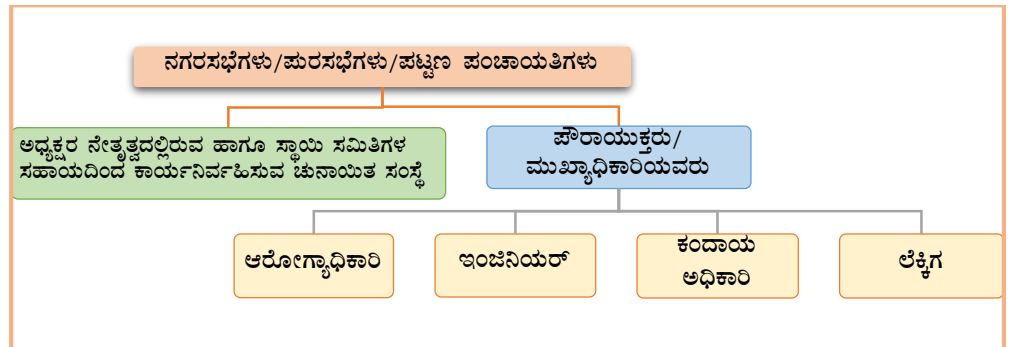 ನಗರಸಭೆಗಳು/ಪುರಸಭೆಗಳು/ಪಟ್ಟಣ ಪಂಚಾಯತಿಗಳು
ಅಧ್ಯಕ್ಷರ ನೇತೃತ್ವದಲ್ಲಿರುವ ಹಾಗೂ ಸ್ಥಾಯಿ ಸಮಿತಿಗಳ
ಸಹಾಯದಿಂದ ಕಾರ್ಯನಿರ್ವಹಿಸುವ ಚುನಾಯಿತ ಸಂಸ್ಥೆ
ಪೌರಾಯುಕ್ತರು/
ಮುಖ್ಯಾಧಿಕಾರಿಯವರು
ಆರೋಗ್ಯಾಧಿಕಾರಿ
ಇಂಜಿನಿಯರ್
ಕಂದಾಯ
ಅಧಿಕಾರಿ
ಲೆಕ್ಕಿಗ